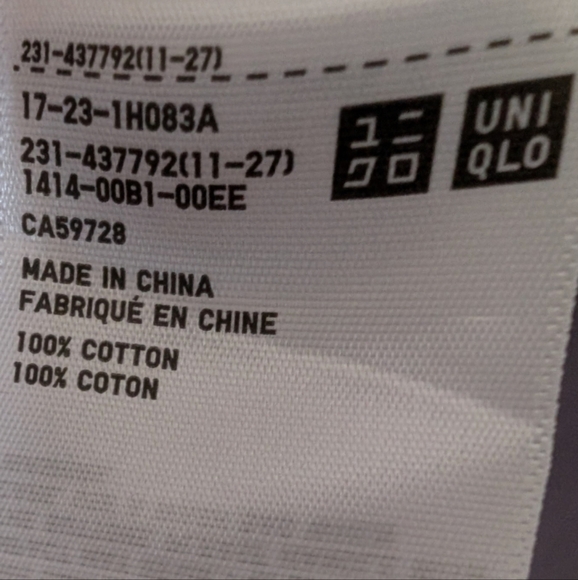 231-437792(11-27)
17-23-1H083A
231-437792(11-27)
1414-00B1-00EE
CA59728
MADE IN CHINA
FABRIQUÉ EN CHINE
100% COTTON
100% COTON
ユニ
クロ
UNI
QLO